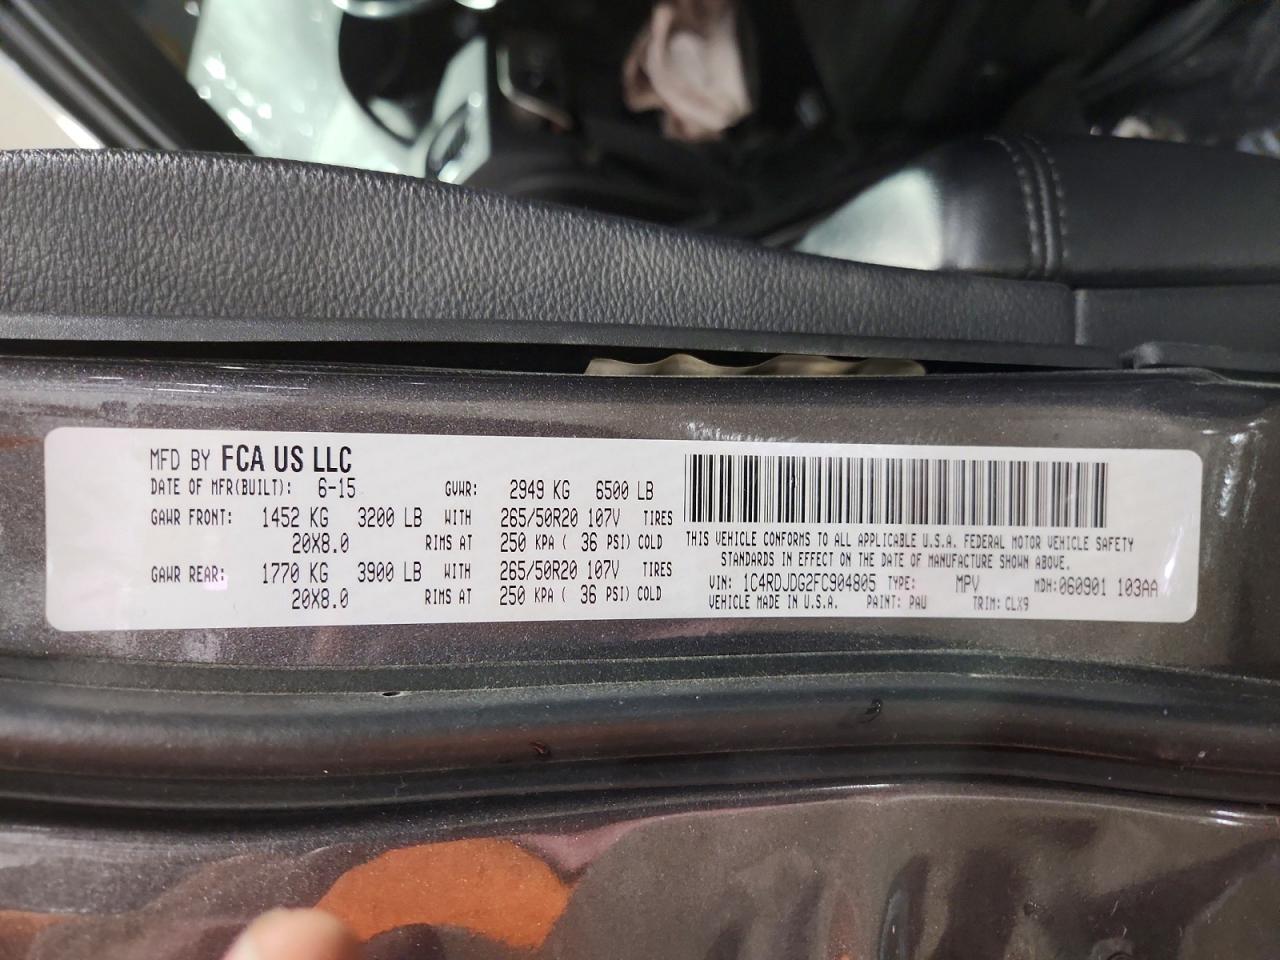 MFD BY FCA US LLC
DATE OF MFR(BUILT): 6-15 GVWR: 2949 KG 6500 LB
GAWR FRONT: 1452 KG 3200 LB WITH 265/50R20 107V TIRES
20X8.0 RIMS AT 250 KPA ( 36 PSI) COLD
GAWR REAR: 1770 KG 3900 LB WITH 265/50R20 107V TIRES
20X8.0 RIMS AT 250 KPA ( 36 PSI) COLD
THIS VEHICLE CONFORMS TO ALL APPLICABLE U.S.A. FEDERAL MOTOR VEHICLE SAFETY
STANDARDS IN EFFECT ON THE DATE OF MANUFACTURE SHOWN ABOVE.
VIN: 1C4RDJDG2FC904805 TYPE: MPV MDH: 060901 103AA
VEHICLE MADE IN U.S.A. PAINT: PAU TRIM: CLX9